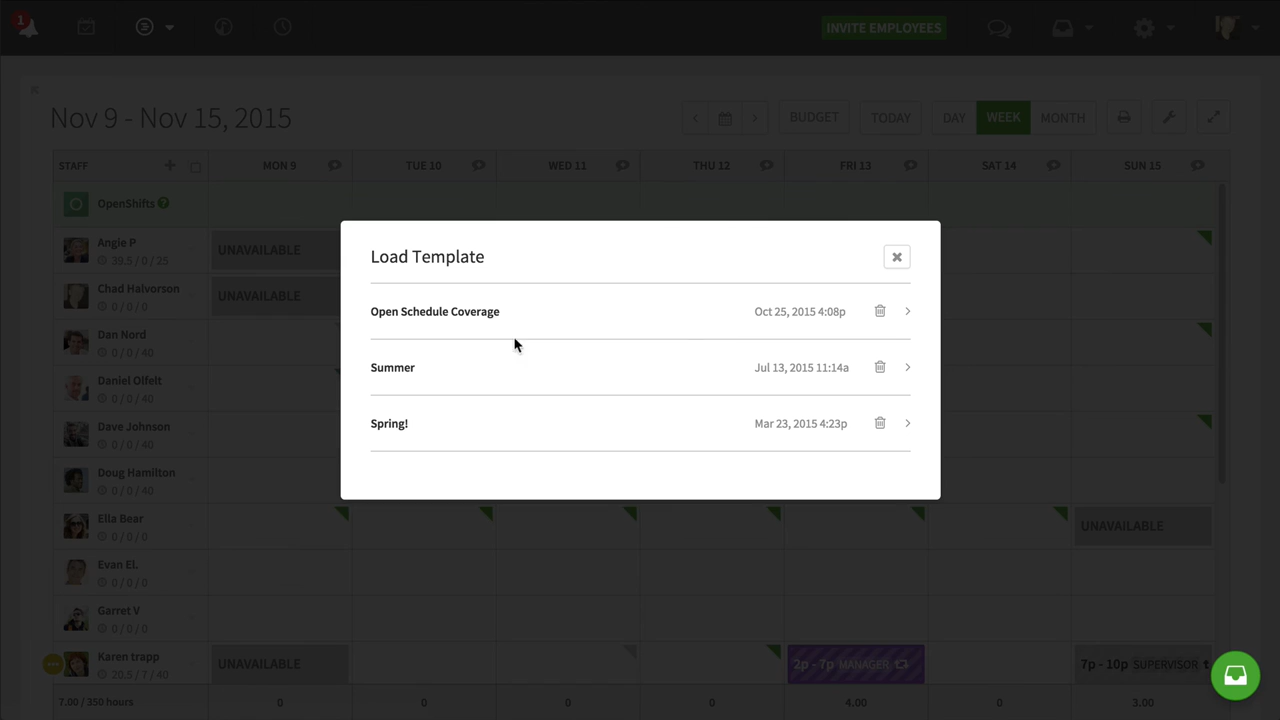 1
INVITE EMPLOYEES
Nov 9 - Nov 15, 2015
BUDGET
TODAY
DAY
WEEK
MONTH
STAFF
MON 9
TUE 10
WED 11
THU 12
FRI 13
SAT 14
SUN 15
O
OpenShifts ?
Angie P
39.5 / 0 / 25
UNAVAILABLE
Chad Halvorson
0 / 0 / 0
UNAVAILABLE
Dan Nord
0 / 0 / 40
Daniel Olfelt
0 / 0 / 40
Dave Johnson
0 / 0 / 40
Doug Hamilton
0 / 0 / 40
Ella Bear
0 / 0 / 0
UNAVAILABLE
Evan El.
0 / 0 / 0
Garret V
0 / 0 / 0
Karen trapp
20.5 / 7 / 40
UNAVAILABLE
2p - 7p MANAGER
7p - 10p SUPERVISOR
7.00 / 350 hours
0
0
0
0
4.00
0
3.00
Load Template
Open Schedule Coverage
Oct 25, 2015 4:08p
Summer
Jul 13, 2015 11:14a
Spring!
Mar 23, 2015 4:23p